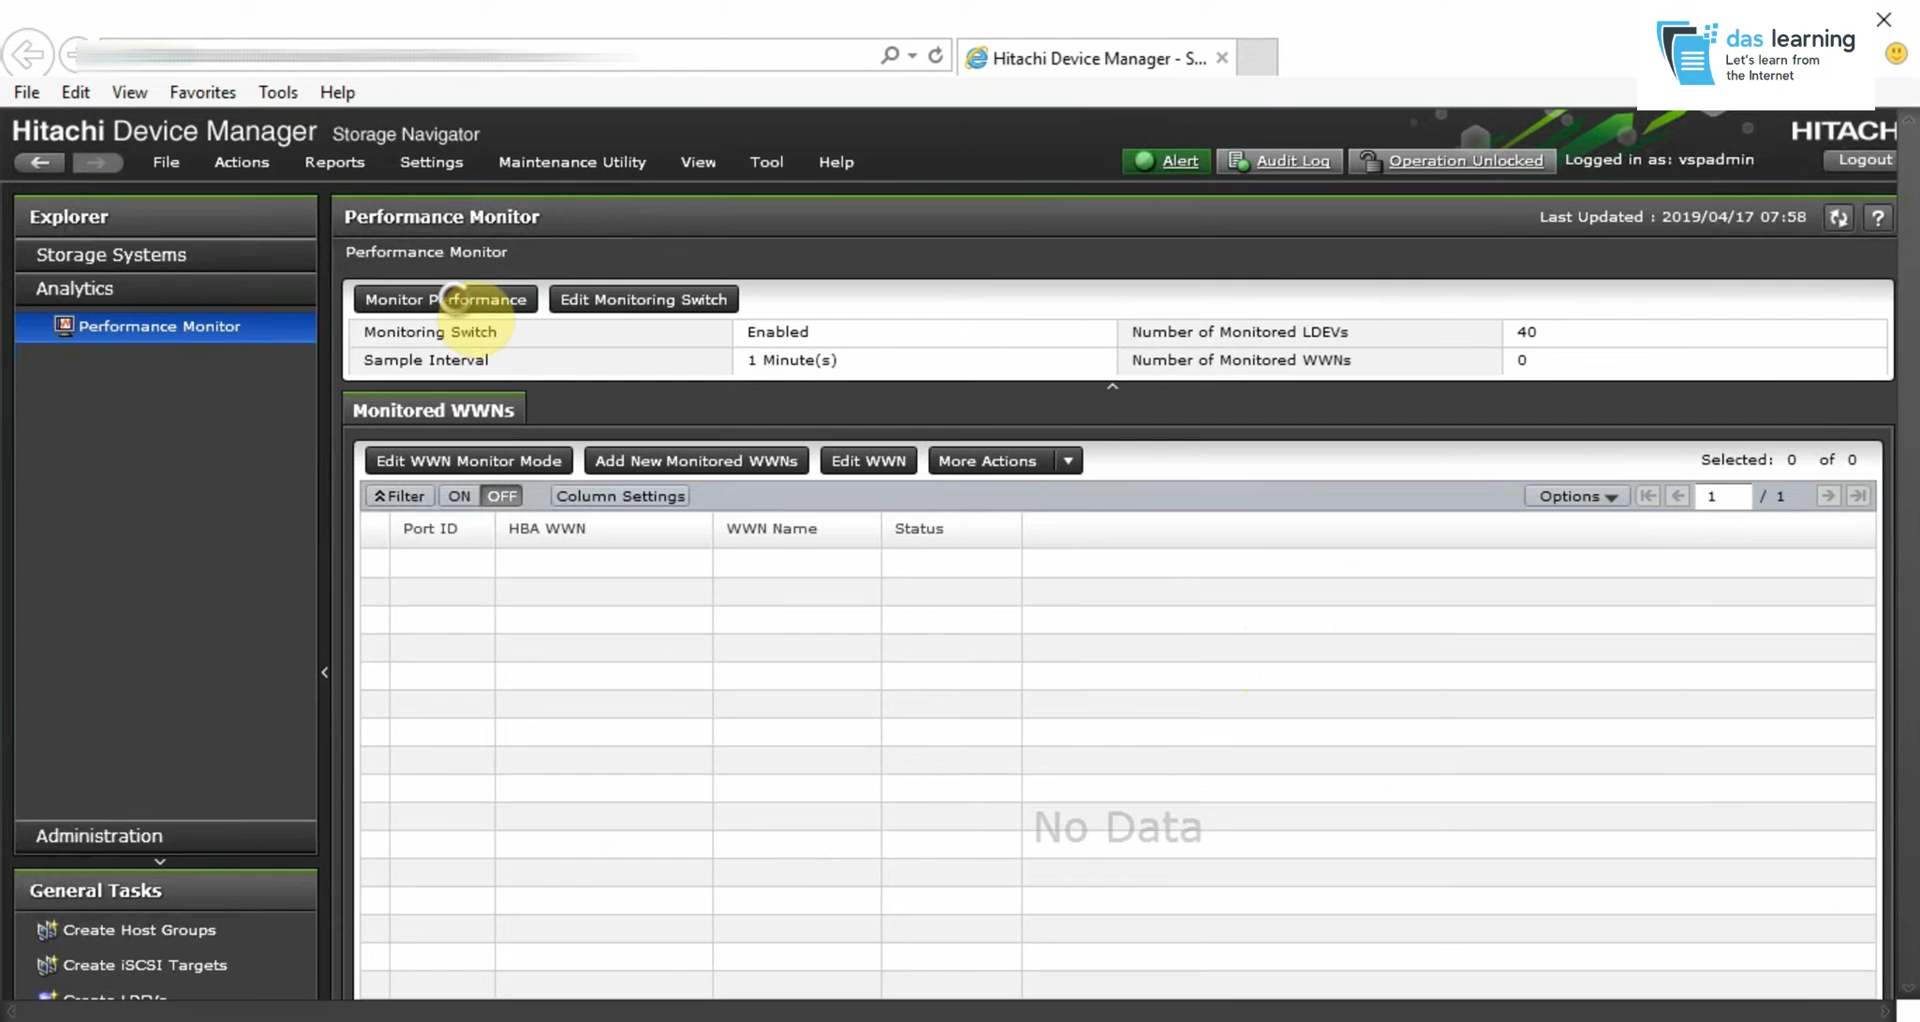 das learning
Let's learn from
the Internet
Hitachi Device Manager - S...
File Edit View Favorites Tools Help
Hitachi Device Manager Storage Navigator
HITACH
File Actions Reports Settings Maintenance Utility View Tool Help
Alert Audit Log Operation Unlocked Logged in as: vspadmin Logout
Explorer
Storage Systems
Analytics
Performance Monitor
Administration
General Tasks
Create Host Groups
Create iSCSI Targets
Create LDEVs
Performance Monitor Last Updated : 2019/04/17 07:58
Performance Monitor
Monitor Performance Edit Monitoring Switch
Monitoring Switch Enabled Number of Monitored LDEVs 40
Sample Interval 1 Minute(s) Number of Monitored WWNs 0
Monitored WWNs
Edit WWN Monitor Mode Add New Monitored WWNs Edit WWN More Actions Selected: 0 of 0
Filter ON OFF Column Settings Options 1 / 1
Port ID HBA WWN WWN Name Status
No Data